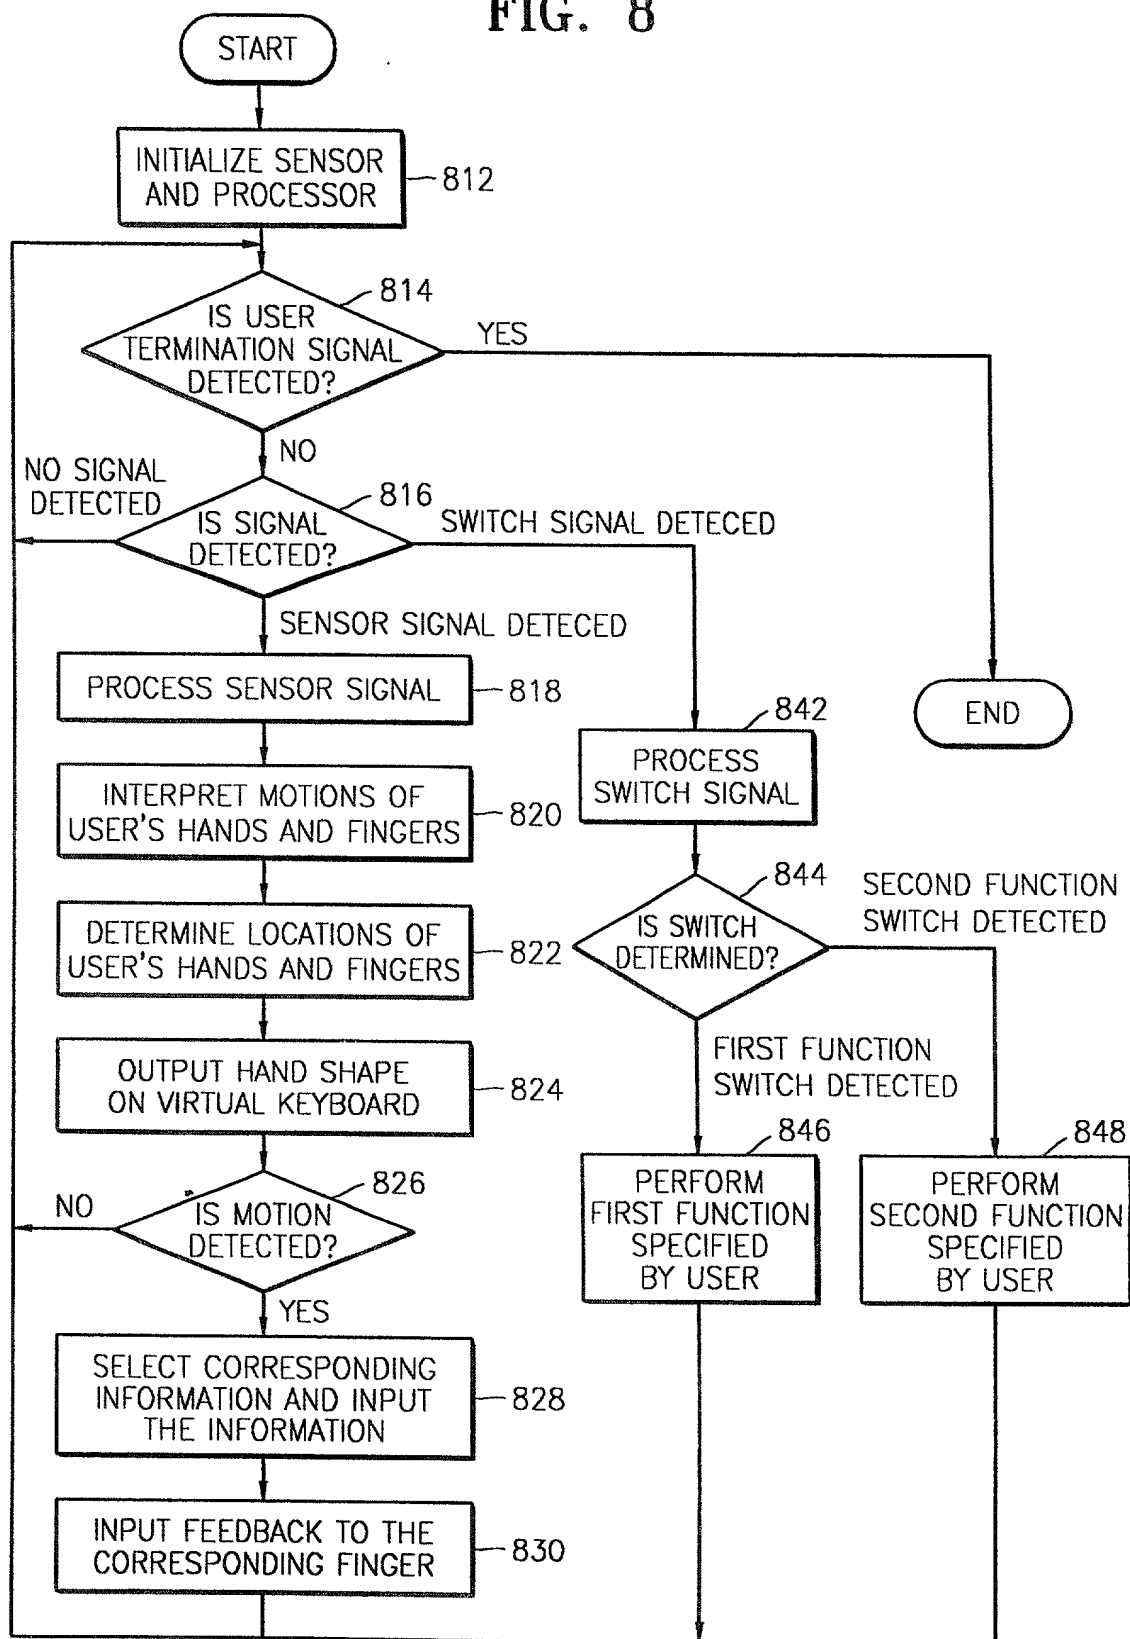 FIG. 8
START
INITIALIZE SENSOR
AND PROCESSOR
812
814
IS USER
TERMINATION SIGNAL
DETECTED?
YES
NO
NO SIGNAL
DETECTED
816
IS SIGNAL
DETECTED?
SWITCH SIGNAL DETECED
SENSOR SIGNAL DETECED
PROCESS SENSOR SIGNAL
818
END
842
PROCESS
SWITCH SIGNAL
INTERPRET MOTIONS OF
USER'S HANDS AND FINGERS
820
844
IS SWITCH
DETERMINED?
SECOND FUNCTION
SWITCH DETECTED
DETERMINE LOCATIONS OF
USER'S HANDS AND FINGERS
822
FIRST FUNCTION
SWITCH DETECTED
OUTPUT HAND SHAPE
ON VIRTUAL KEYBOARD
824
846
PERFORM
FIRST FUNCTION
SPECIFIED
BY USER
848
PERFORM
SECOND FUNCTION
SPECIFIED
BY USER
826
IS MOTION
DETECTED?
NO
YES
SELECT CORRESPONDING
INFORMATION AND INPUT
THE INFORMATION
828
INPUT FEEDBACK TO THE
CORRESPONDING FINGER
830